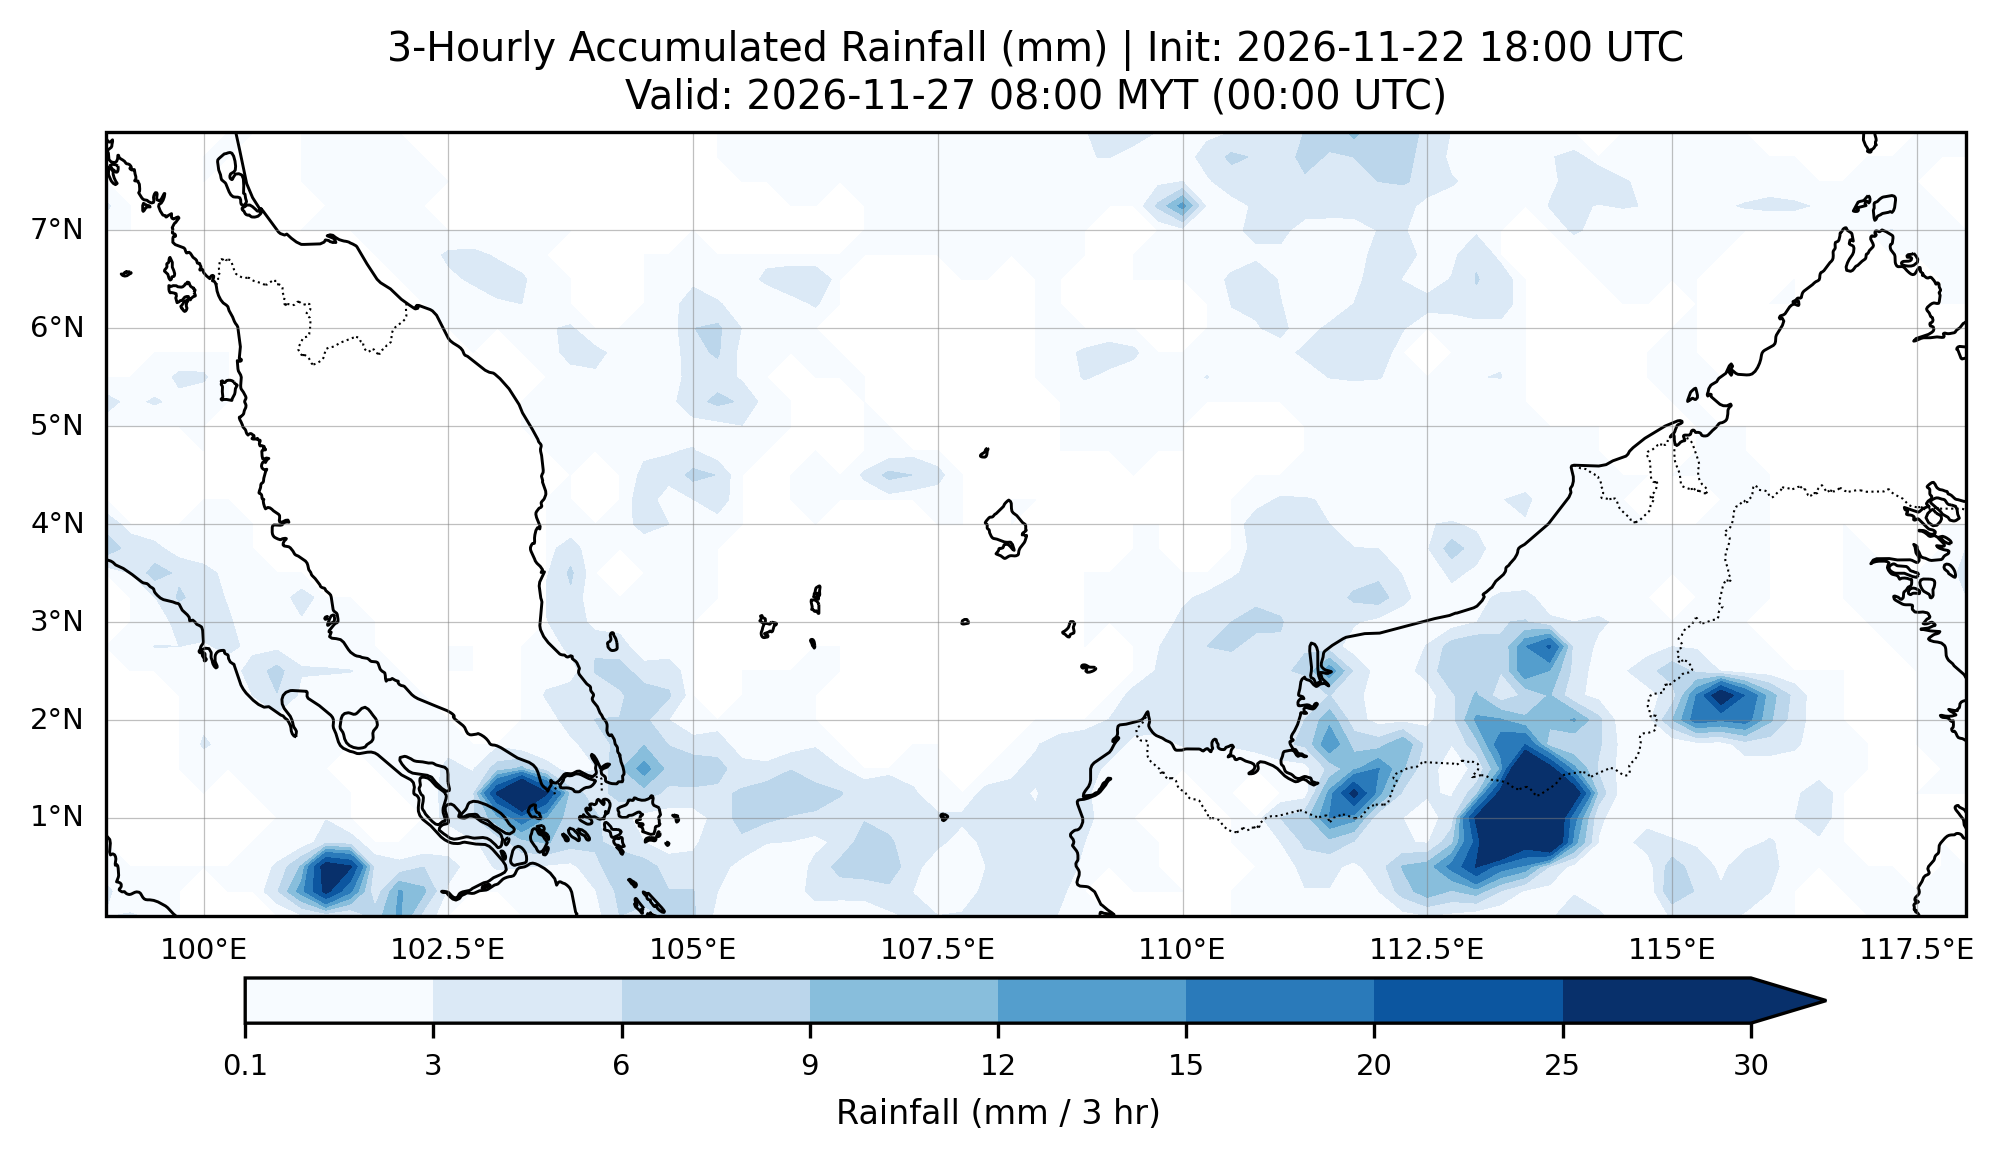 3-Hourly Accumulated Rainfall (mm) | Init: 2026-11-22 18:00 UTC
Valid: 2026-11-27 08:00 MYT (00:00 UTC)
7°N
6°N
5°N
4°N
3°N
2°N
1°N
100°E 102.5°E 105°E 107.5°E 110°E 112.5°E 115°E 117.5°E
0.1 3 6 9 12 15 20 25 30
Rainfall (mm / 3 hr)